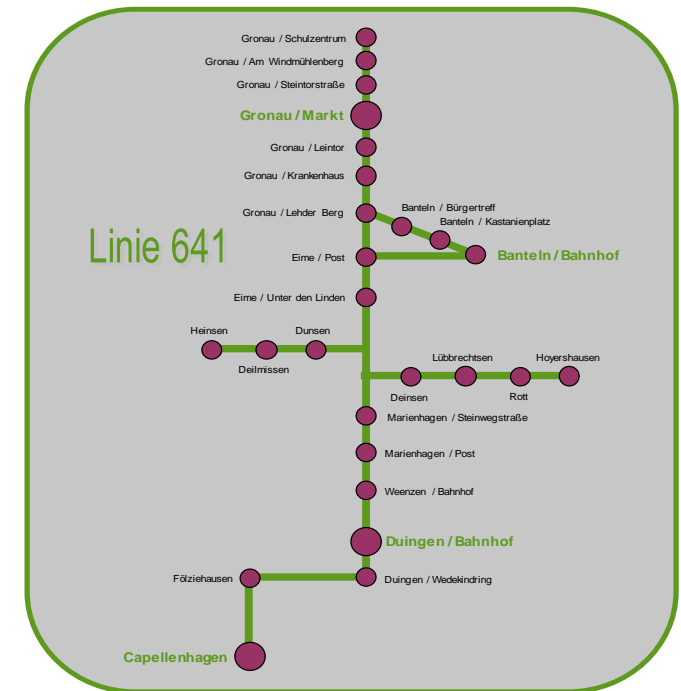 Gronau / Schulzentrum
Gronau / Am Windmühlenberg
Gronau / Steintorstraße
Gronau / Markt
Gronau / Leintor
Gronau / Krankenhaus
Gronau / Lehder Berg
Banteln / Bürgertreff
Banteln / Kastanienplatz
Linie 641
Eime / Post
Banteln / Bahnhof
Eime / Unter den Linden
Heinsen
Dunsen
Deilmissen
Lübbrechtsen
Hoyershausen
Deinsen
Rott
Marienhagen / Steinwegstraße
Marienhagen / Post
Weenzen / Bahnhof
Duingen / Bahnhof
Fölziehausen
Duingen / Wedekindring
Capellenhagen